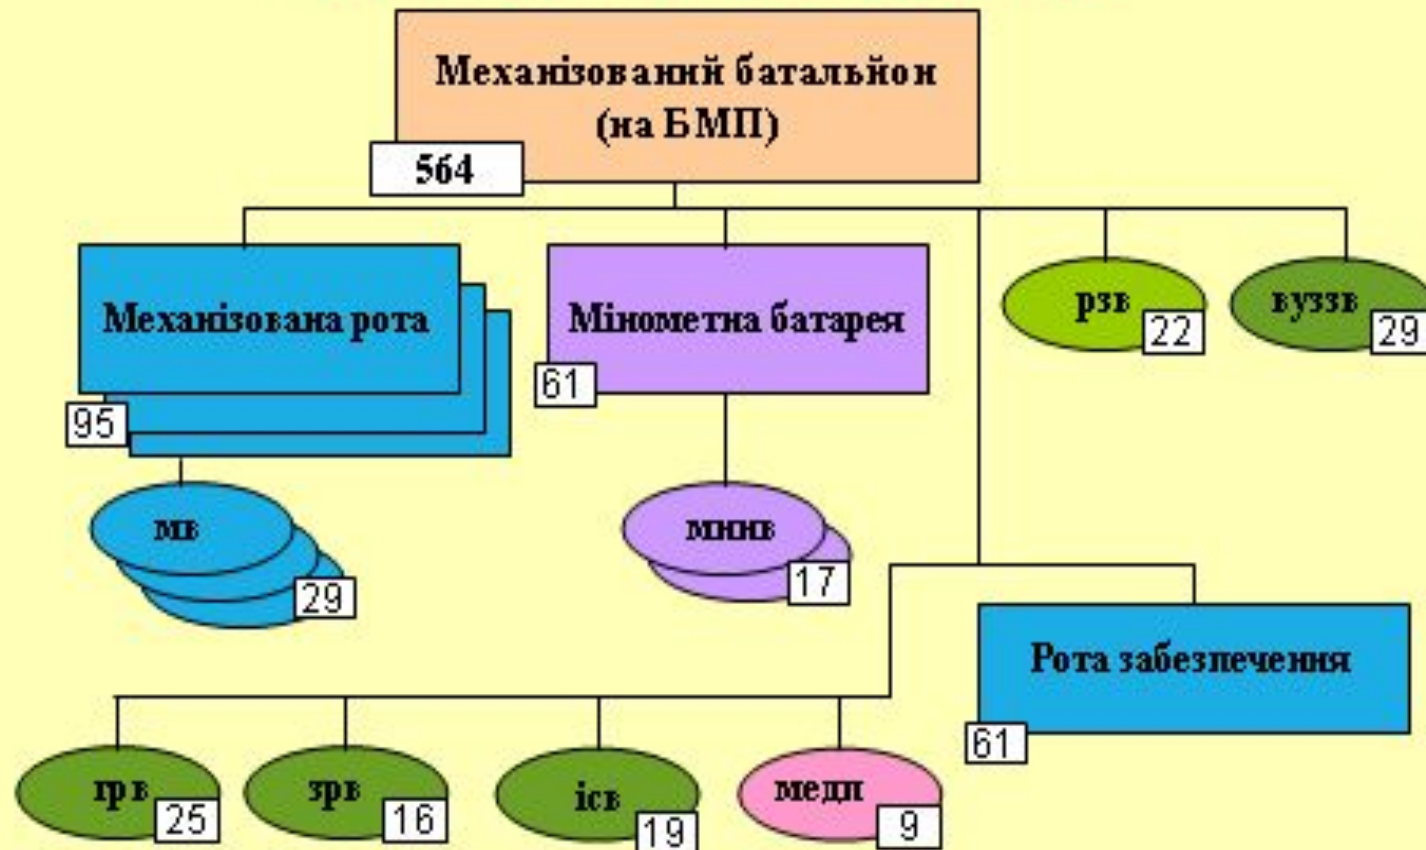 Механізований батальйон
(на БМП)
564
Механізована рота
95
Мінометна батарея
61
рзв
22
вуззв
29
мв
29
минв
17
Рота забезпечення
61
грв
25
зрв
16
ісв
19
медп
9